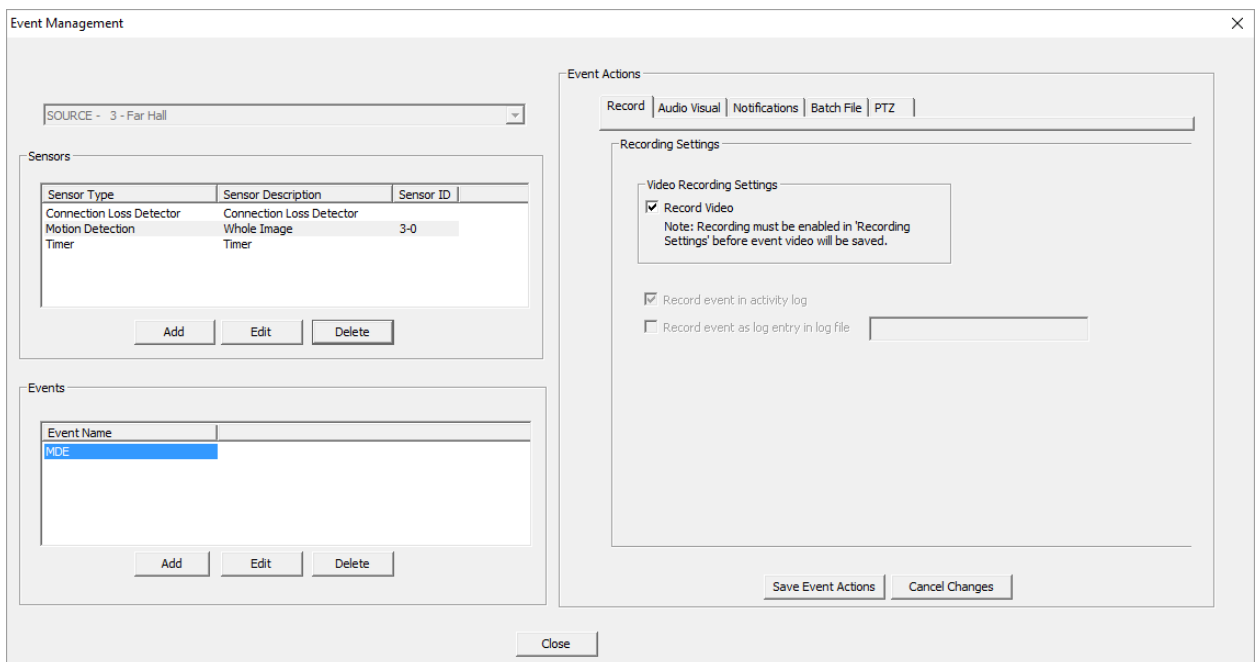 Event Management
SOURCE - 3 - Far Hall
Sensors
Sensor Type Sensor Description Sensor ID
Connection Loss Detector Connection Loss Detector
Motion Detection Whole Image 3-0
Timer Timer
Add Edit Delete
Events
Event Name
MDE
Add Edit Delete
Event Actions
Record Audio Visual Notifications Batch File PTZ
Recording Settings
Video Recording Settings
Record Video
Note: Recording must be enabled in 'Recording
Settings' before event video will be saved.
Record event in activity log
Record event as log entry in log file
Save Event Actions Cancel Changes
Close